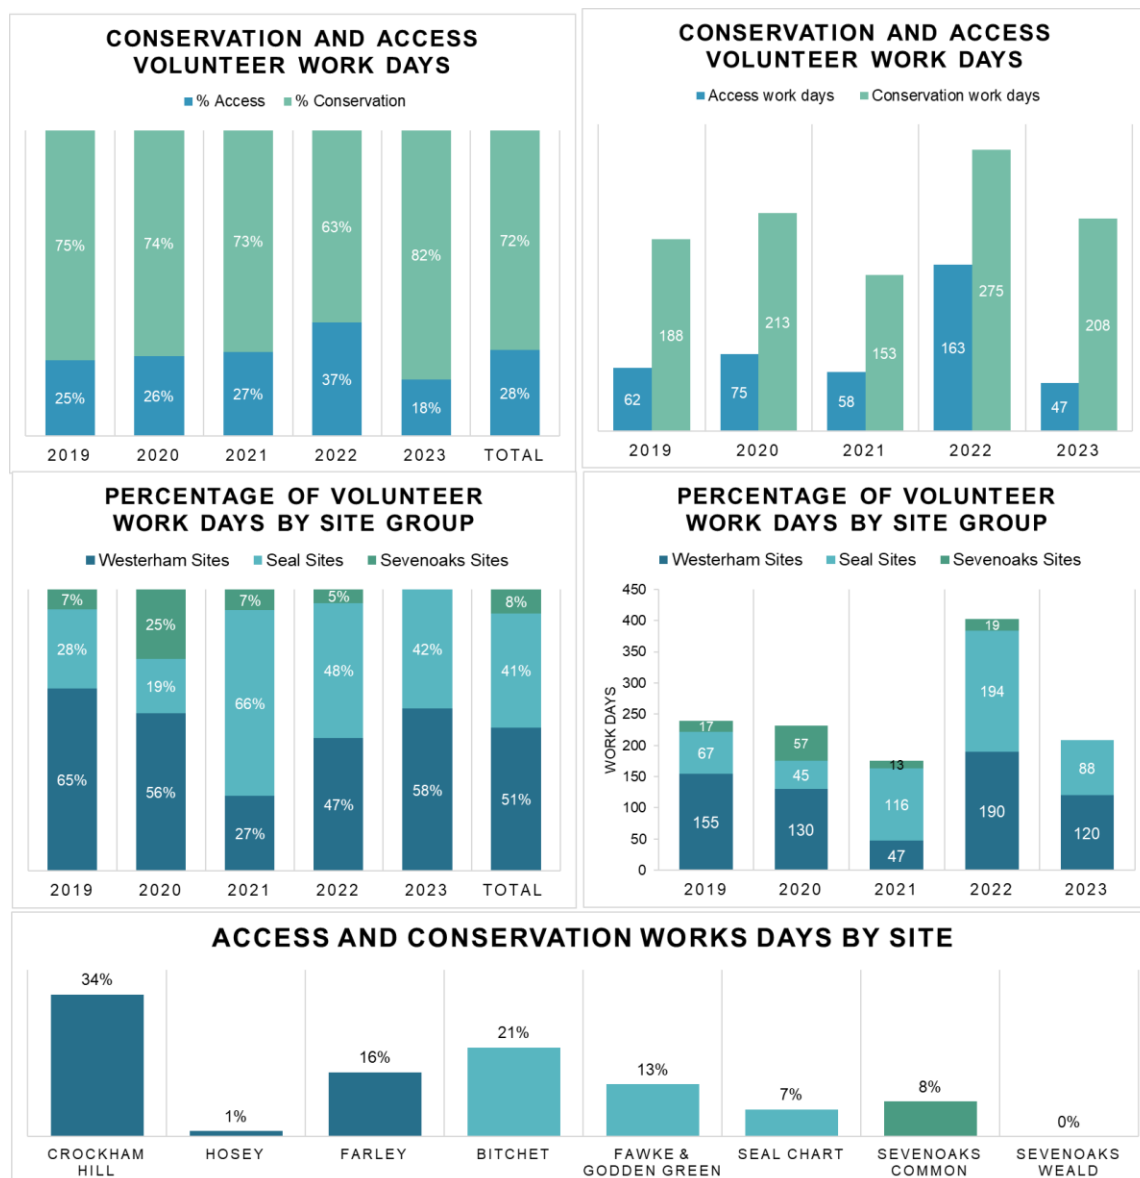 CONSERVATION AND ACCESS
VOLUNTEER WORK DAYS
% Access % Conservation
75% 74% 73% 63% 82% 72%
25% 26% 27% 37% 18% 28%
2019 2020 2021 2022 2023 TOTAL
CONSERVATION AND ACCESS
VOLUNTEER WORK DAYS
Access work days Conservation work days
62 188 75 213 58 153 163 275 47 208
2019 2020 2021 2022 2023
PERCENTAGE OF VOLUNTEER
WORK DAYS BY SITE GROUP
Westerham Sites Seal Sites Sevenoaks Sites
7% 25% 7% 5% 8%
28% 19% 66% 48% 42% 41%
65% 56% 27% 47% 58% 51%
2019 2020 2021 2022 2023 TOTAL
PERCENTAGE OF VOLUNTEER
WORK DAYS BY SITE GROUP
Westerham Sites Seal Sites Sevenoaks Sites
WORK DAYS
450
400
350
300
250
200
150
100
50
0
17 57 13 19
67 45 116 194 88
155 130 47 190 120
2019 2020 2021 2022 2023
ACCESS AND CONSERVATION WORKS DAYS BY SITE
34% 1% 16% 21% 13% 7% 8% 0%
CROCKHAM HOSEY FARLEY BITCHET FAWKE & SEAL CHART SEVENOAKS SEVENOAKS
HILL GODDEN GREEN COMMON WEALD